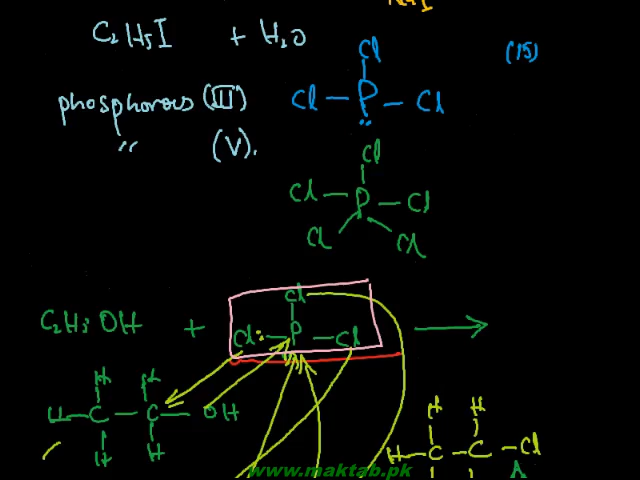 C₂H₅I + H₂O
Cl
(15)
phosphorous (III)
Cl — P — Cl
" (V).
Cl
Cl — P — Cl
Cl Cl
C₂H₅OH + Cl
Cl : P — Cl
H H
H — C — C — OH
H H
H H
H — C — C — Cl
www.maktab.pk